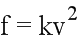 f = kv²